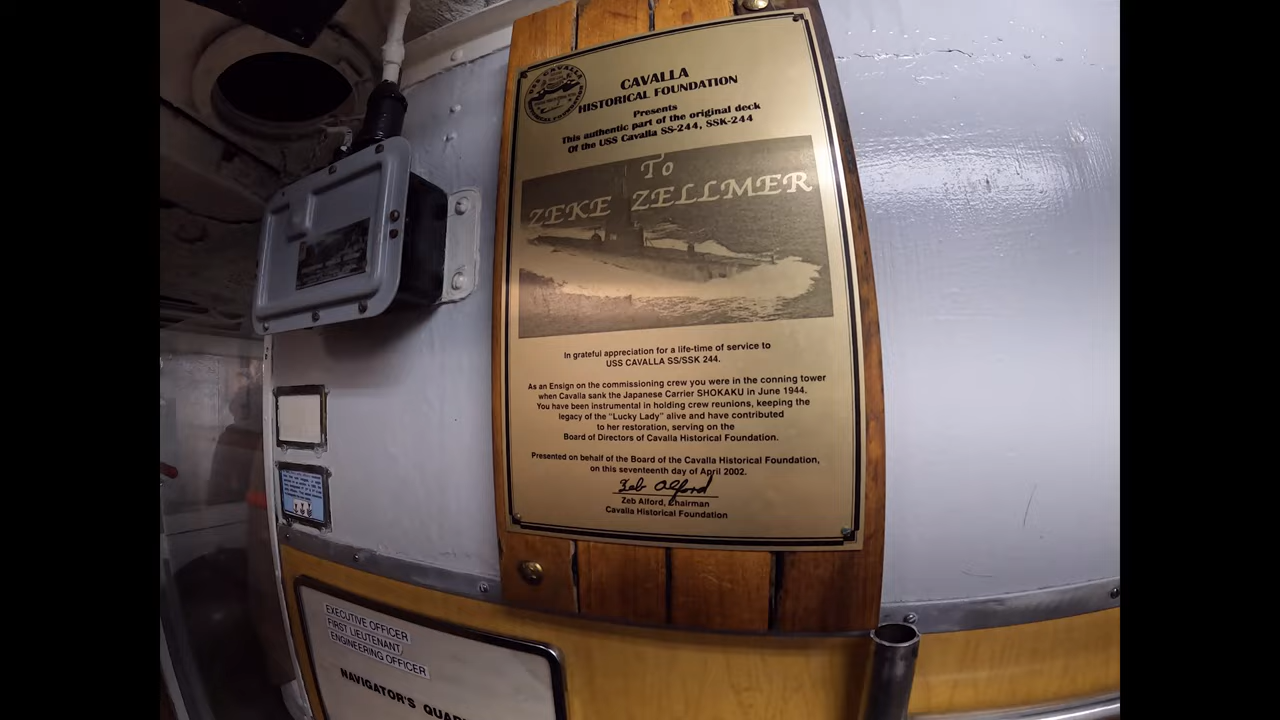 CAVALLA
HISTORICAL FOUNDATION
Presents
This authentic part of the original deck
Of the USS Cavalla SS-244, SSK-244
To
ZEKE ZELLMER
In grateful appreciation for a life-time of service to
USS CAVALLA SS/SSK 244.
As an Ensign on the commissioning crew you were in the conning tower
when Cavalla sank the Japanese Carrier SHOKAKU in June 1944.
You have been instrumental in holding crew reunions, keeping the
legacy of the “Lucky Lady” alive and have contributed
to her restoration, serving on the
Board of Directors of Cavalla Historical Foundation.
Presented on behalf of the Board of the Cavalla Historical Foundation,
on this seventeenth day of April 2002.
Zeb Alford
Zeb Alford, Chairman
Cavalla Historical Foundation
EXECUTIVE OFFICER
FIRST LIEUTENANT
ENGINEERING OFFICER
NAVIGATOR'S